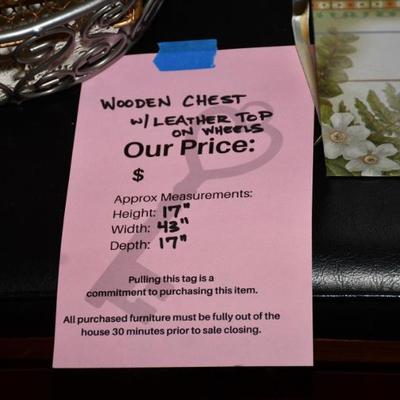 WOODEN CHEST
W/ LEATHER TOP
ON WHEELS
Our Price:
$
Approx Measurements:
Height: 17"
Width: 43"
Depth: 17"
Pulling this tag is a
commitment to purchasing this item.
All purchased furniture must be fully out of the
house 30 minutes prior to sale closing.